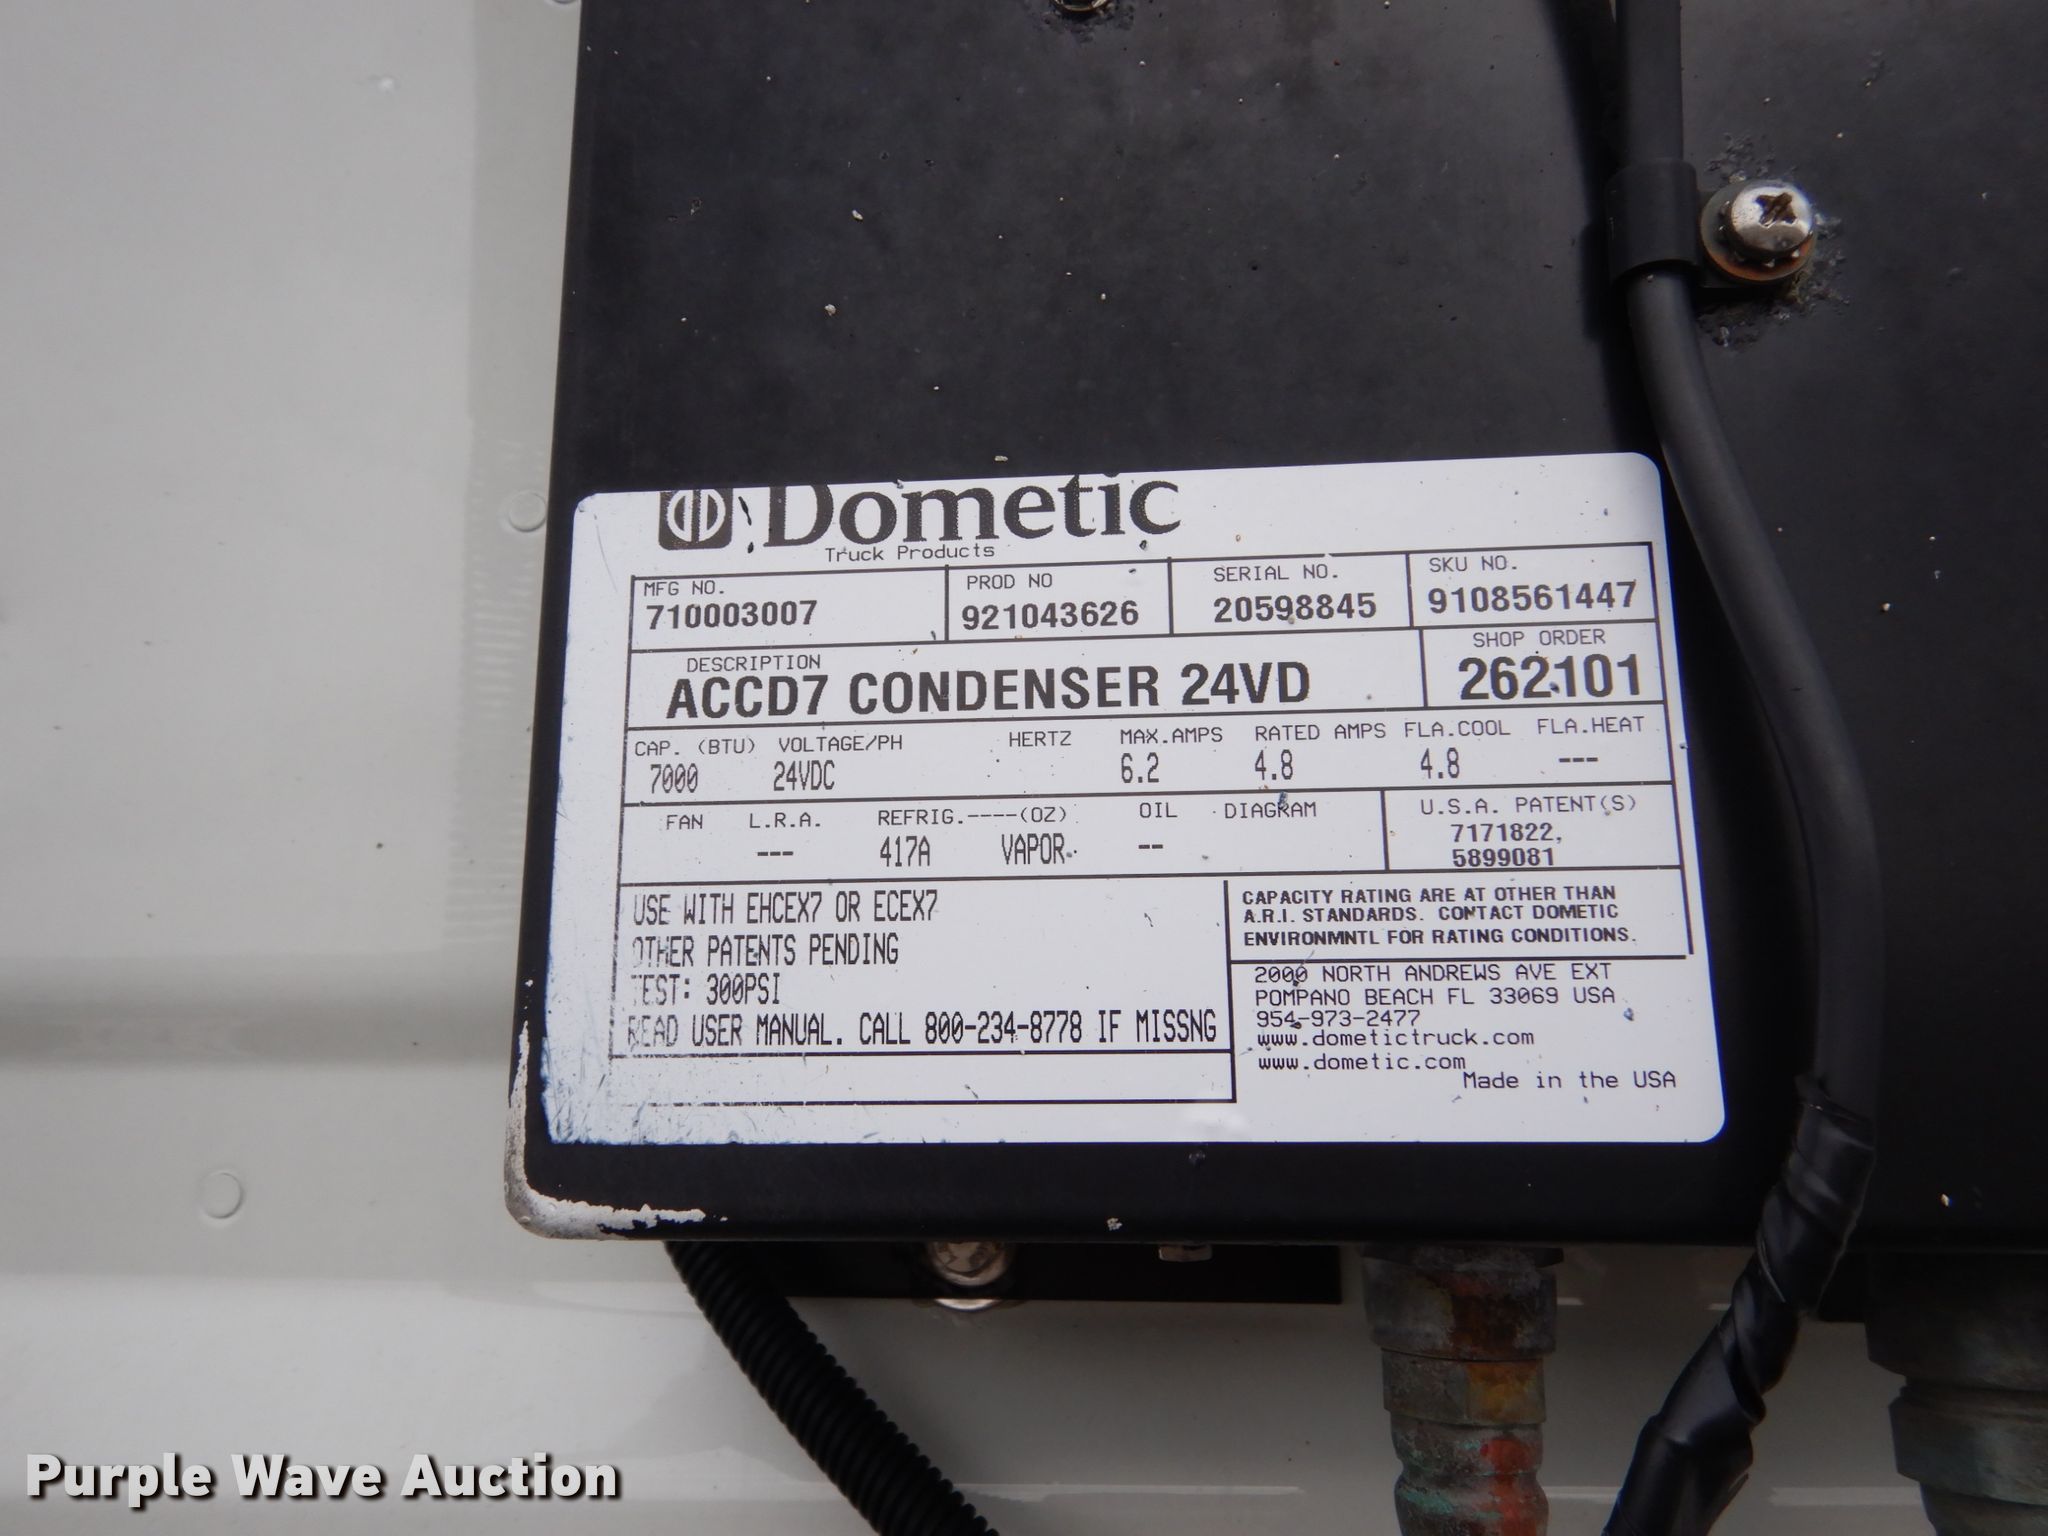 Dometic
Truck Products
MFG NO. PROD NO SERIAL NO. SKU NO.
710003007 921043626 20598845 9108561447
DESCRIPTION SHOP ORDER
ACCD7 CONDENSER 24VD 262101
CAP. (BTU) VOLTAGE/PH HERTZ MAX.AMPS RATED AMPS FLA.COOL FLA.HEAT
7000 24VDC 6.2 4.8 4.8 ---
FAN L.R.A. REFRIG.----(OZ) OIL DIAGRAM U.S.A. PATENT(S)
--- 417A VAPOR -- 7171822,
5899081
USE WITH EHCEX7 OR ECEX7
OTHER PATENTS PENDING
TEST: 300PSI
READ USER MANUAL. CALL 800-234-8778 IF MISSNG
CAPACITY RATING ARE AT OTHER THAN
A.R.I. STANDARDS. CONTACT DOMETIC
ENVIRONMNTL FOR RATING CONDITIONS.
2000 NORTH ANDREWS AVE EXT
POMPANO BEACH FL 33069 USA
954-973-2477
www.dometictruck.com
www.dometic.com
Made in the USA
Purple Wave Auction